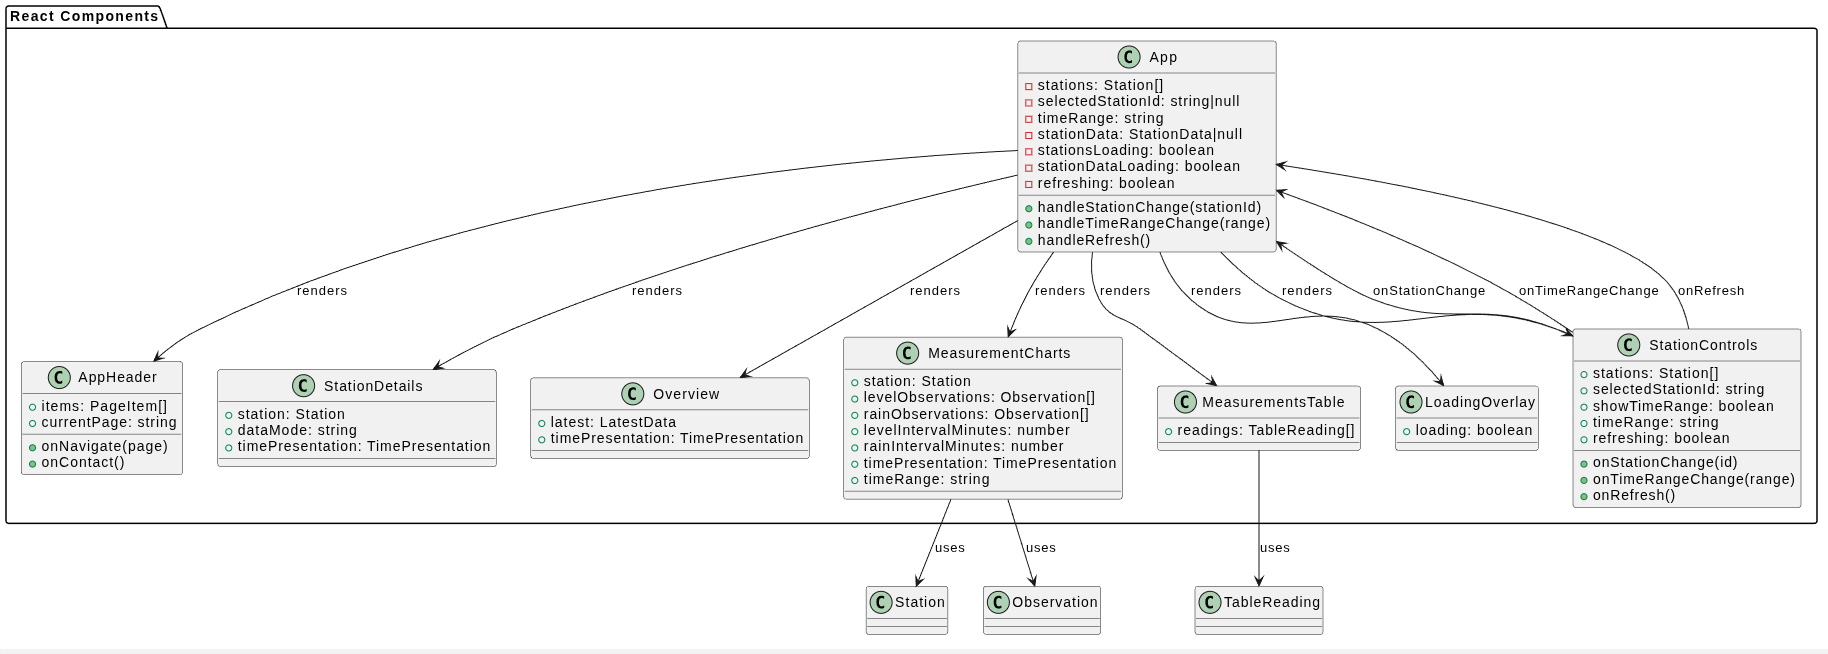 React Components
C App
stations: Station[]
selectedStationId: string|null
timeRange: string
stationData: StationData|null
stationsLoading: boolean
stationDataLoading: boolean
refreshing: boolean
handleStationChange(stationId)
handleTimeRangeChange(range)
handleRefresh()
renders
renders
renders
renders
renders
renders
renders
onStationChange
onTimeRangeChange
onRefresh
C AppHeader
items: PageItem[]
currentPage: string
onNavigate(page)
onContact()
C StationDetails
station: Station
dataMode: string
timePresentation: TimePresentation
C Overview
latest: LatestData
timePresentation: TimePresentation
C MeasurementCharts
station: Station
levelObservations: Observation[]
rainObservations: Observation[]
levelIntervalMinutes: number
rainIntervalMinutes: number
timePresentation: TimePresentation
timeRange: string
C MeasurementsTable
readings: TableReading[]
C LoadingOverlay
loading: boolean
C StationControls
stations: Station[]
selectedStationId: string
showTimeRange: boolean
timeRange: string
refreshing: boolean
onStationChange(id)
onTimeRangeChange(range)
onRefresh()
uses
uses
uses
C Station
C Observation
C TableReading